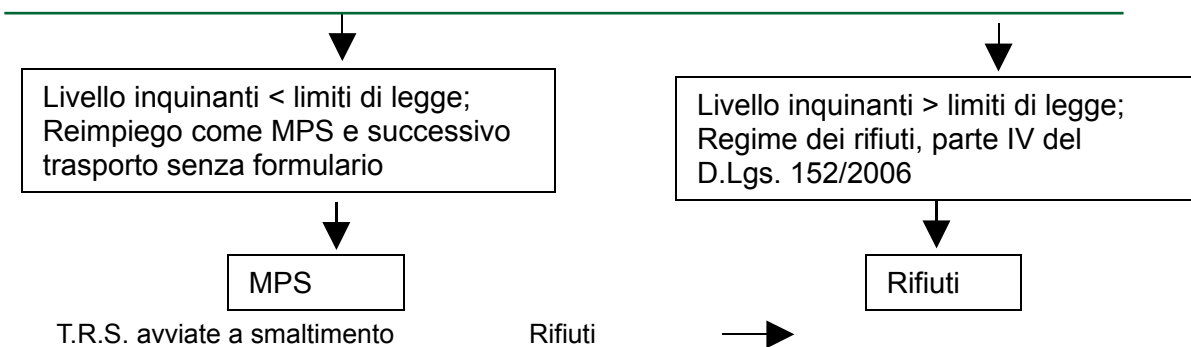 Livello inquinanti < limiti di legge;
Reimpiego come MPS e successivo
trasporto senza formulario
Livello inquinanti > limiti di legge;
Regime dei rifiuti, parte IV del
D.Lgs. 152/2006
MPS
Rifiuti
T.R.S. avviate a smaltimento Rifiuti